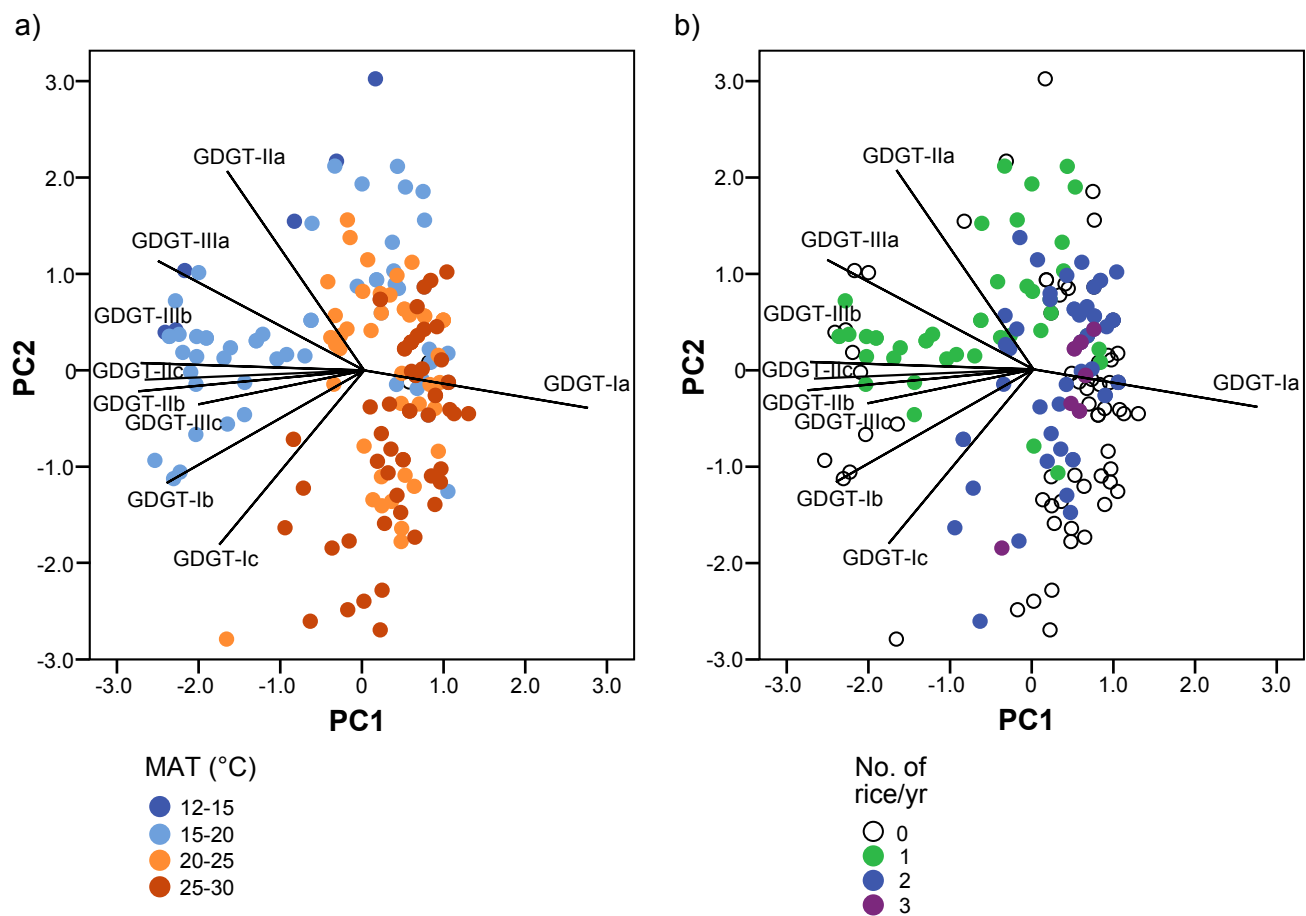 a)
PC2
3.0
2.0
1.0
0
-1.0
-2.0
-3.0
GDGT-IIa
GDGT-IIIa
GDGT-IIIb
GDGT-IIc
GDGT-IIb
GDGT-IIIc
GDGT-Ib
GDGT-Ic
GDGT-Ia
-3.0 -2.0 -1.0 0 1.0 2.0 3.0
PC1
MAT (°C)
12-15
15-20
20-25
25-30
b)
PC2
3.0
2.0
1.0
0
-1.0
-2.0
-3.0
GDGT-IIa
GDGT-IIIa
GDGT-IIIb
GDGT-IIc
GDGT-IIb
GDGT-IIIc
GDGT-Ib
GDGT-Ic
GDGT-Ia
-3.0 -2.0 -1.0 0 1.0 2.0 3.0
PC1
No. of
rice/yr
0
1
2
3